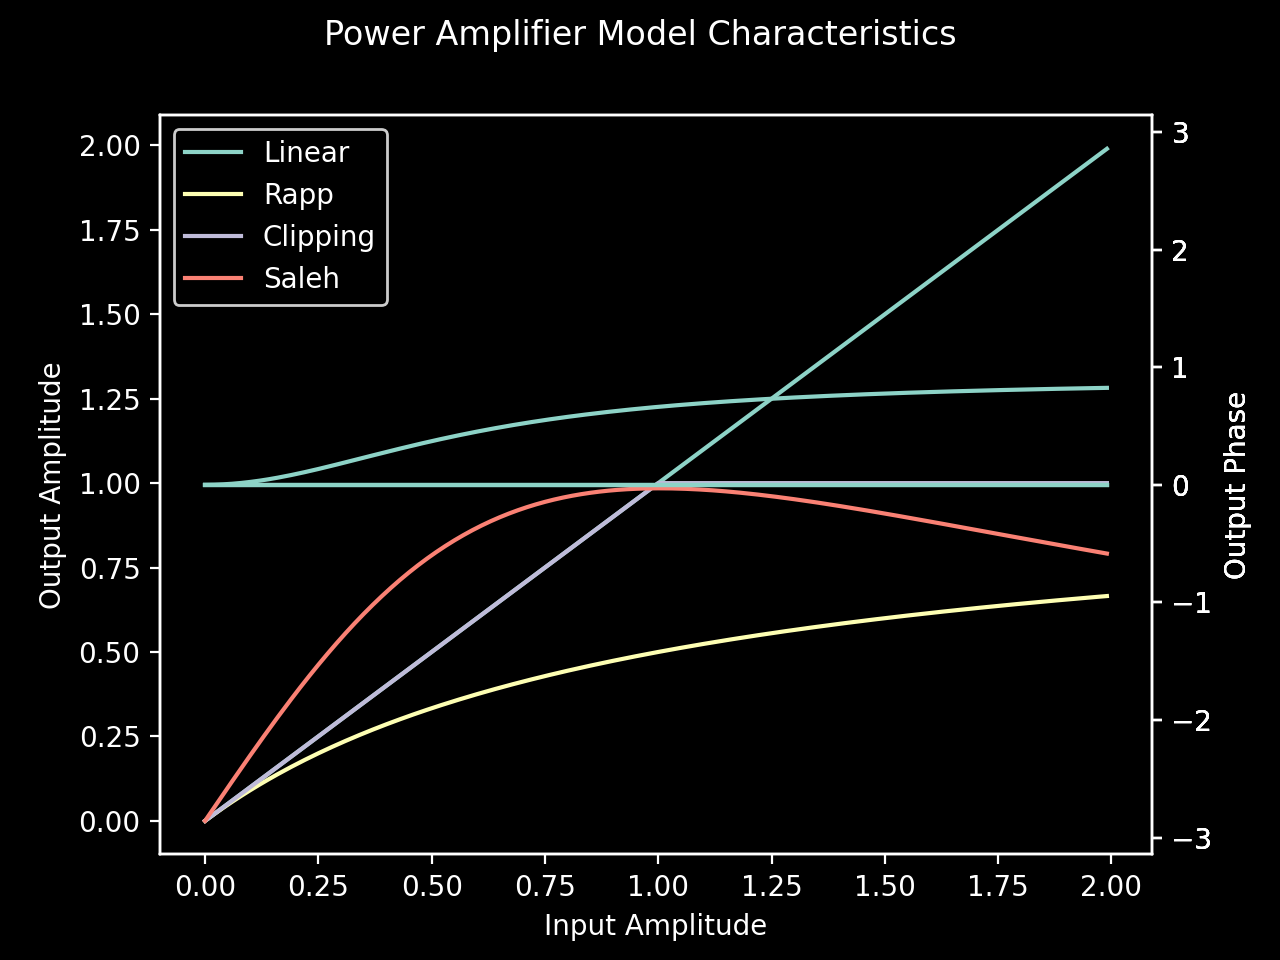 Power Amplifier Model Characteristics
Linear
Rapp
Clipping
Saleh
2.00
1.75
1.50
1.25
1.00
0.75
0.50
0.25
0.00
Output Amplitude
3
2
1
0
−1
−2
−3
Output Phase
0.00 0.25 0.50 0.75 1.00 1.25 1.50 1.75 2.00
Input Amplitude